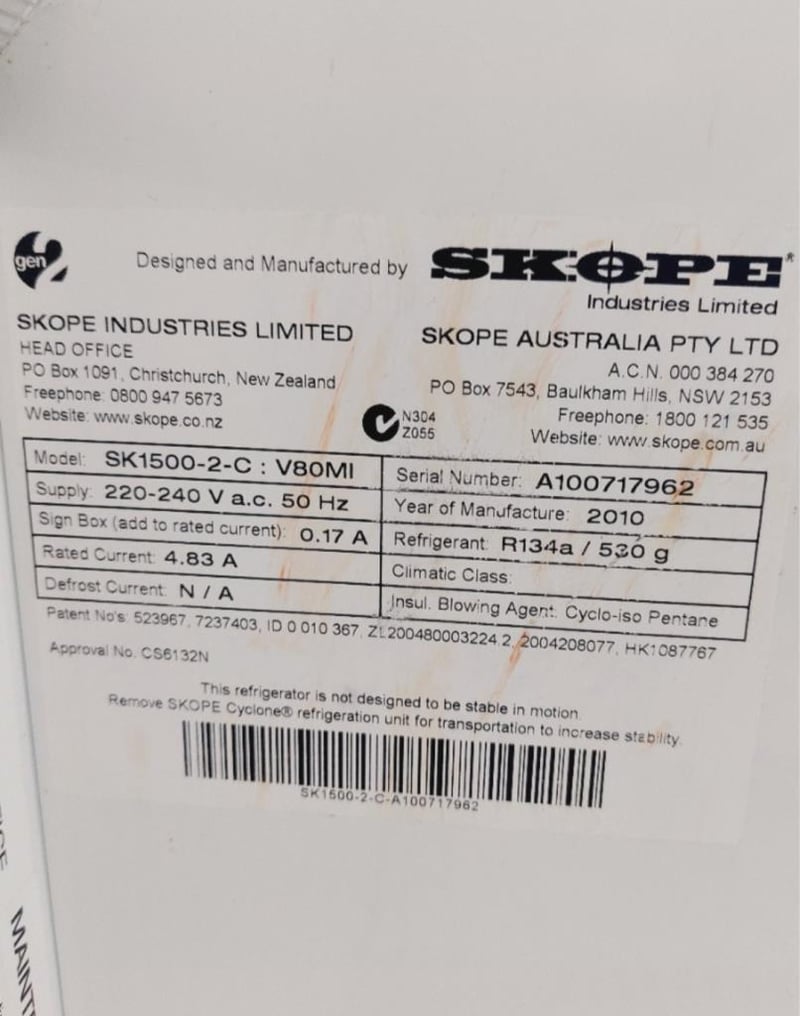 gen2
Designed and Manufactured by SKOPE
Industries Limited
SKOPE INDUSTRIES LIMITED
HEAD OFFICE
PO Box 1091, Christchurch, New Zealand
Freephone: 0800 947 5673
Website: www.skope.co.nz
SKOPE AUSTRALIA PTY LTD
A.C.N. 000 384 270
PO Box 7543, Baulkham Hills, NSW 2153
Freephone: 1800 121 535
Website: www.skope.com.au
N304
Z055
Model: SK1500-2-C : V80MI
Supply: 220-240 V a.c. 50 Hz
Sign Box (add to rated current): 0.17 A
Rated Current: 4.83 A
Defrost Current: N / A
Serial Number: A100717962
Year of Manufacture: 2010
Refrigerant: R134a / 530 g
Climatic Class:
Insul. Blowing Agent: Cyclo-iso Pentane
Patent No's: 523967, 7237403, ID 0 010 367, ZL200480003224.2, 2004208077, HK1087767
Approval No. CS6132N
This refrigerator is not designed to be stable in motion.
Remove SKOPE Cyclone® refrigeration unit for transportation to increase stability.
SK1500-2-C-A100717962